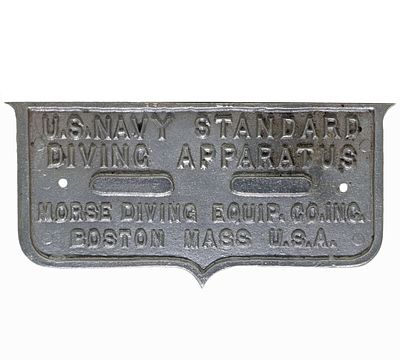 U.S.NAVY STANDARD
DIVING APPARATUS
MORSE DIVING EQUIP. CO. INC.
BOSTON MASS U.S.A.